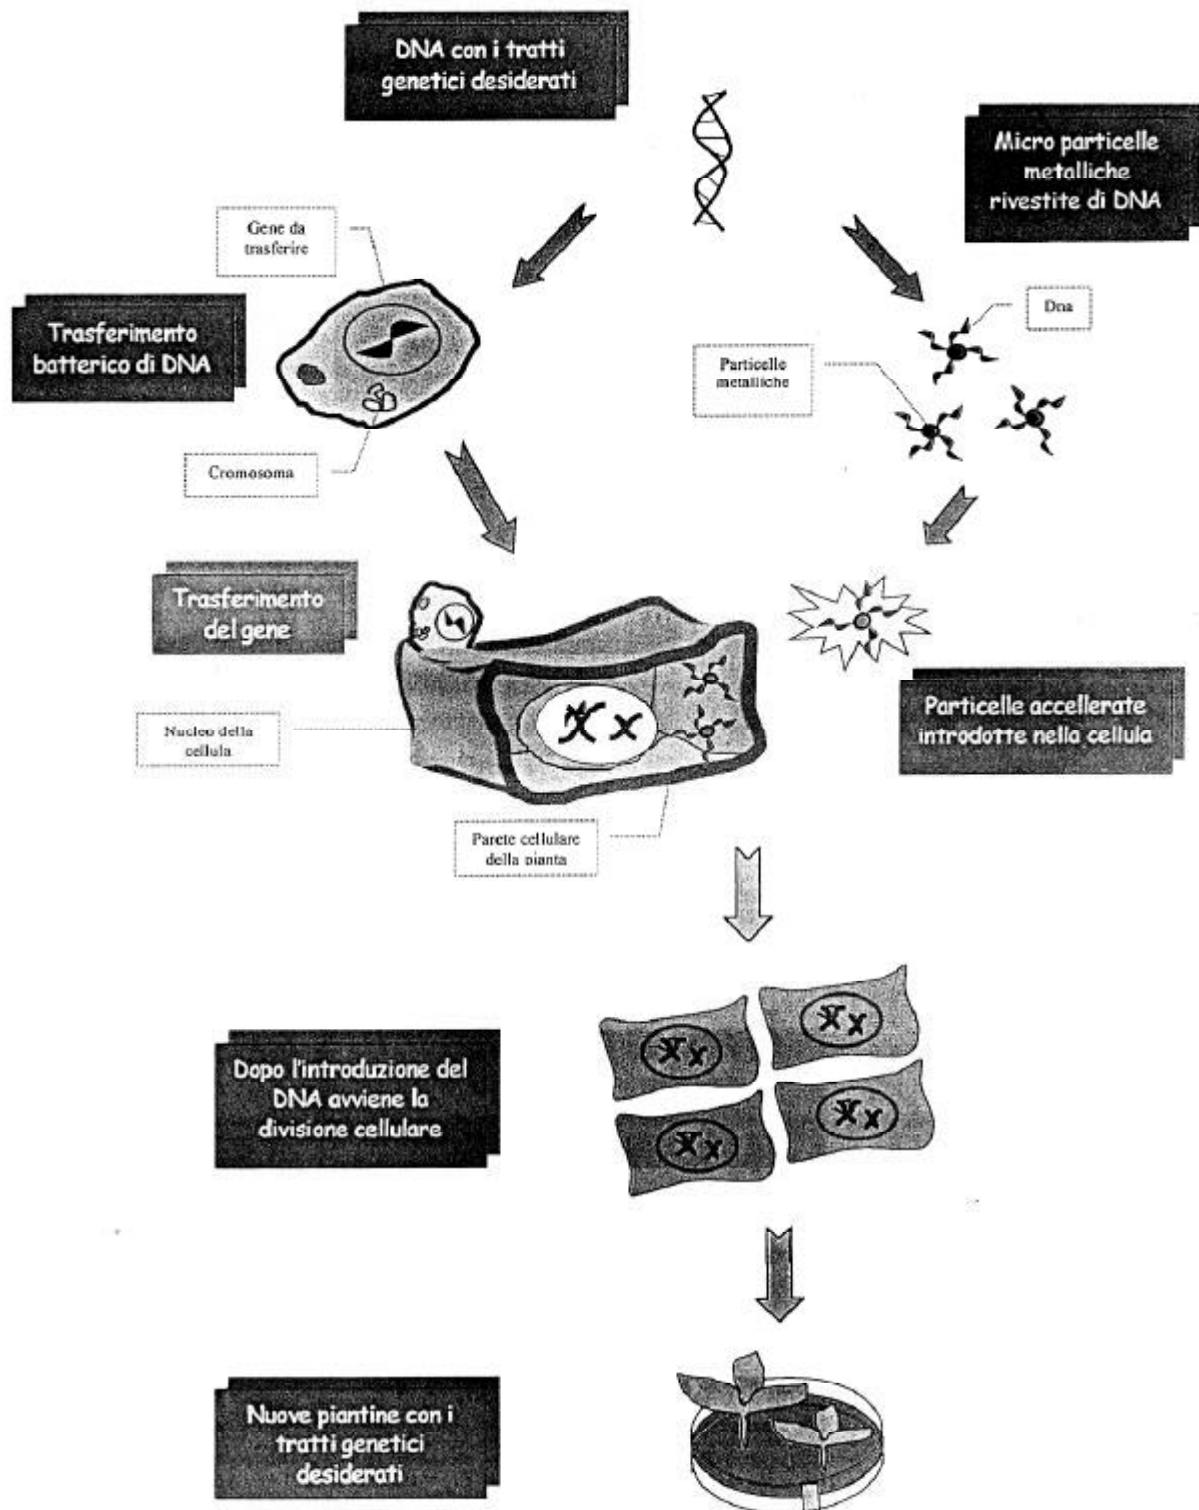 DNA con i tratti
genetici desiderati
Micro particelle
metalliche
rivestite di DNA
Gene da
trasferire
Dna
Trasferimento
batterico di DNA
Particelle
metalliche
Cromosoma
Trasferimento
del gene
Particelle accellerate
introdotte nella cellula
Nucleo della
cellula
Parete cellulare
della pianta
Dopo l'introduzione del
DNA avviene la
divisione cellulare
Nuove piantine con i
tratti genetici
desiderati